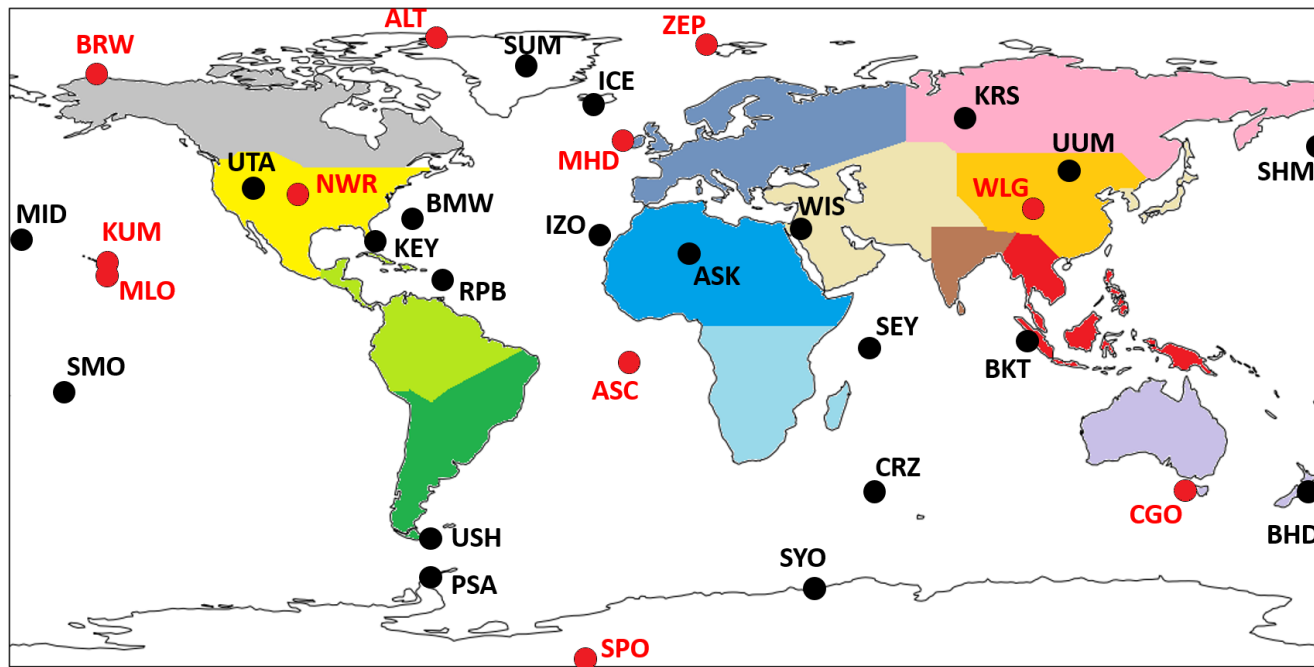 ALT
ZEP
BRW
SUM
ICE
KRS
MHD
UUM
UTA
SHM
NWR
WLG
BMW
MID
WIS
IZO
KUM
KEY
ASK
MLO
RPB
SEY
SMO
BKT
ASC
CRZ
CGO
BHD
USH
SYO
PSA
SPO